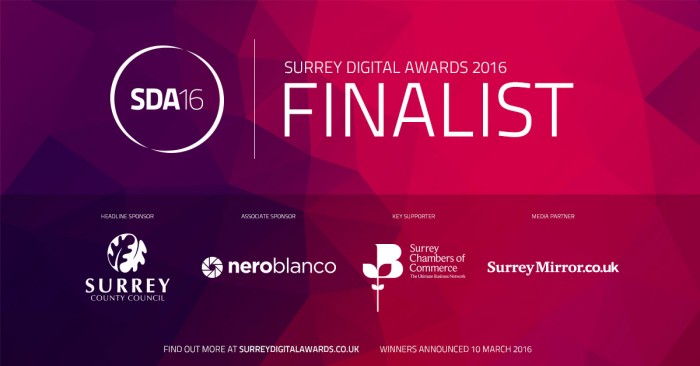 SDA16
SURREY DIGITAL AWARDS 2016
FINALIST
HEADLINE SPONSOR
SURREY
COUNTY COUNCIL
ASSOCIATE SPONSOR
neroblanco
KEY SUPPORTER
Surrey
Chambers of
Commerce
The Ultimate Business Network
MEDIA PARTNER
SurreyMirror.co.uk
FIND OUT MORE AT SURREYDIGITALAWARDS.CO.UK
WINNERS ANNOUNCED 10 MARCH 2016